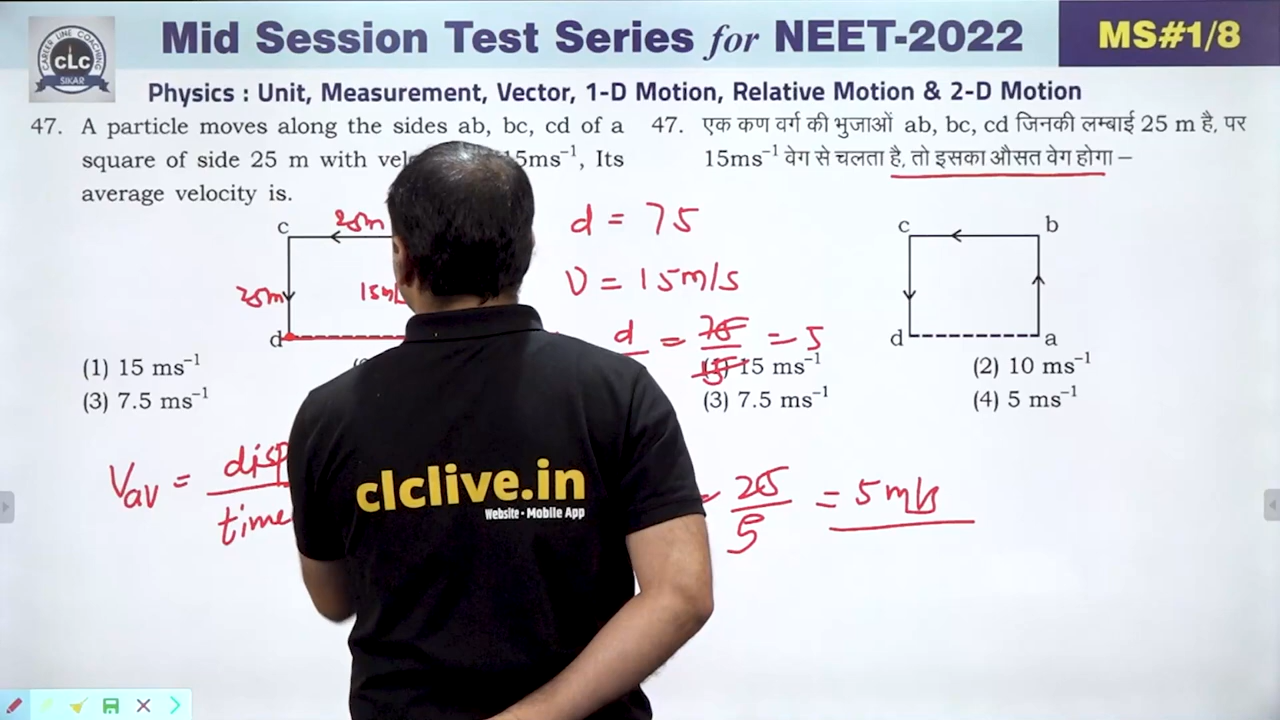 CAREER LINE COACHING
CLC
SIKAR
Mid Session Test Series for NEET-2022
MS#1/8
Physics : Unit, Measurement, Vector, 1-D Motion, Relative Motion & 2-D Motion
47. A particle moves along the sides ab, bc, cd of a
square of side 25 m with 15ms⁻¹, Its
average velocity is.
c 25m
25m 15m
d
(1) 15 ms⁻¹
(3) 7.5 ms⁻¹
d = 75
v = 15m/s
d = 75 = 5
47. एक कण वर्ग की भुजाओं ab, bc, cd जिनकी लम्बाई 25 m है, पर
15ms⁻¹ वेग से चलता है, तो इसका औसत वेग होगा –
c b
d a
15 ms⁻¹ (2) 10 ms⁻¹
(3) 7.5 ms⁻¹ (4) 5 ms⁻¹
Vav = disp
time
= 25 = 5 m/s
5
clclive.in
Website • Mobile App